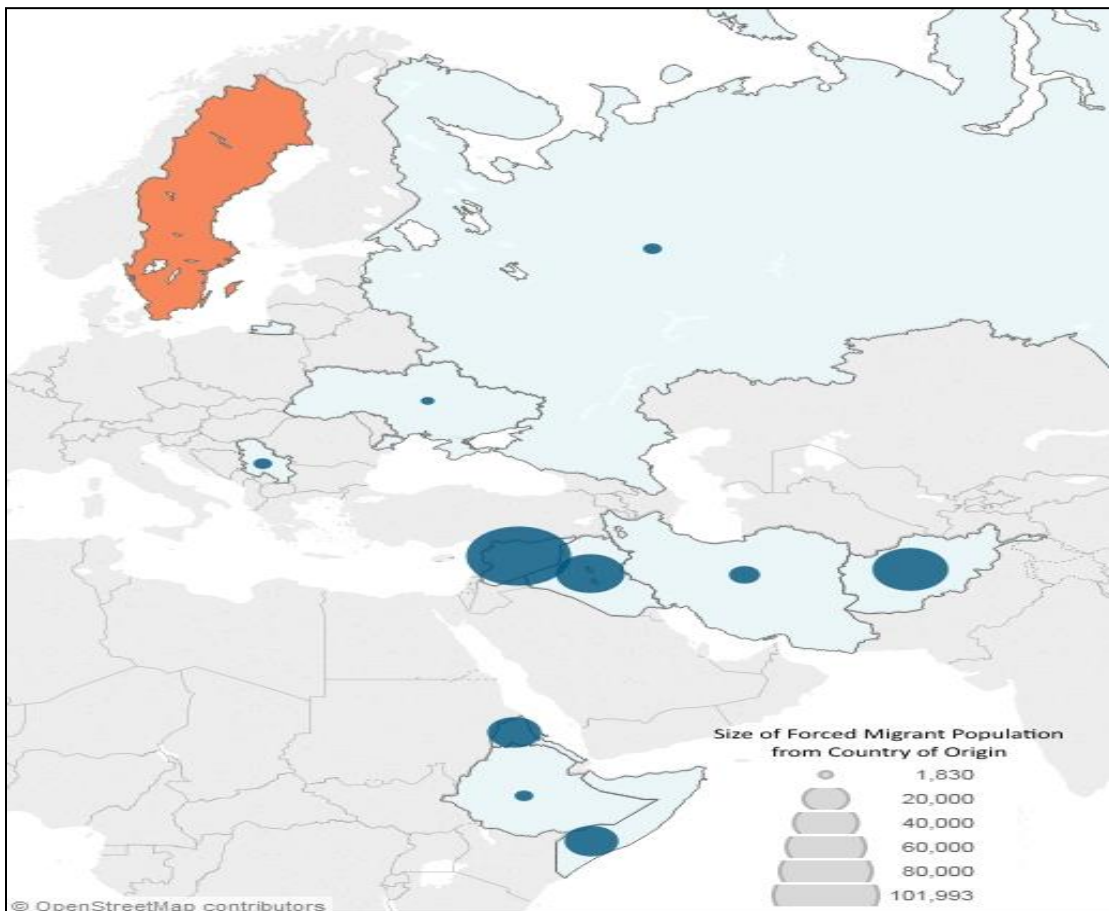 Size of Forced Migrant Population
from Country of Origin
1,830
20,000
40,000
60,000
80,000
101,993
© OpenStreetMap contributors